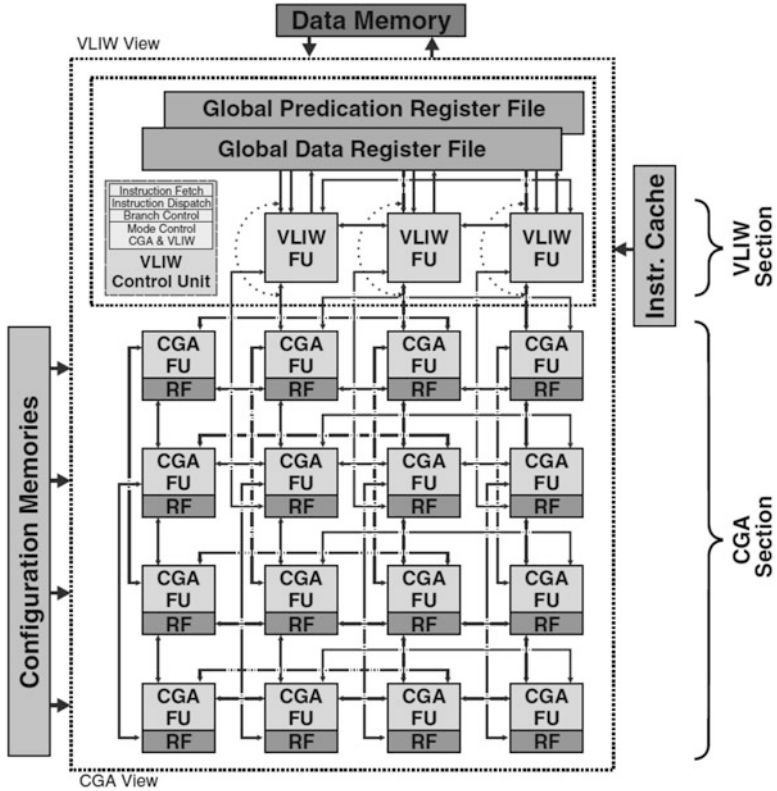 Data Memory
VLIW View
Global Predication Register File
Global Data Register File
Instruction Fetch
Instruction Dispatch
Branch Control
Mode Control
CGA & VLIW
VLIW
Control Unit
VLIW
FU
VLIW
FU
VLIW
FU
Instr. Cache
VLIW
Section
Configuration Memories
CGA
FU
RF
CGA
FU
RF
CGA
FU
RF
CGA
FU
RF
CGA
FU
RF
CGA
FU
RF
CGA
FU
RF
CGA
FU
RF
CGA
FU
RF
CGA
FU
RF
CGA
FU
RF
CGA
FU
RF
CGA
FU
RF
CGA
FU
RF
CGA
FU
RF
CGA
FU
RF
CGA
Section
CGA View